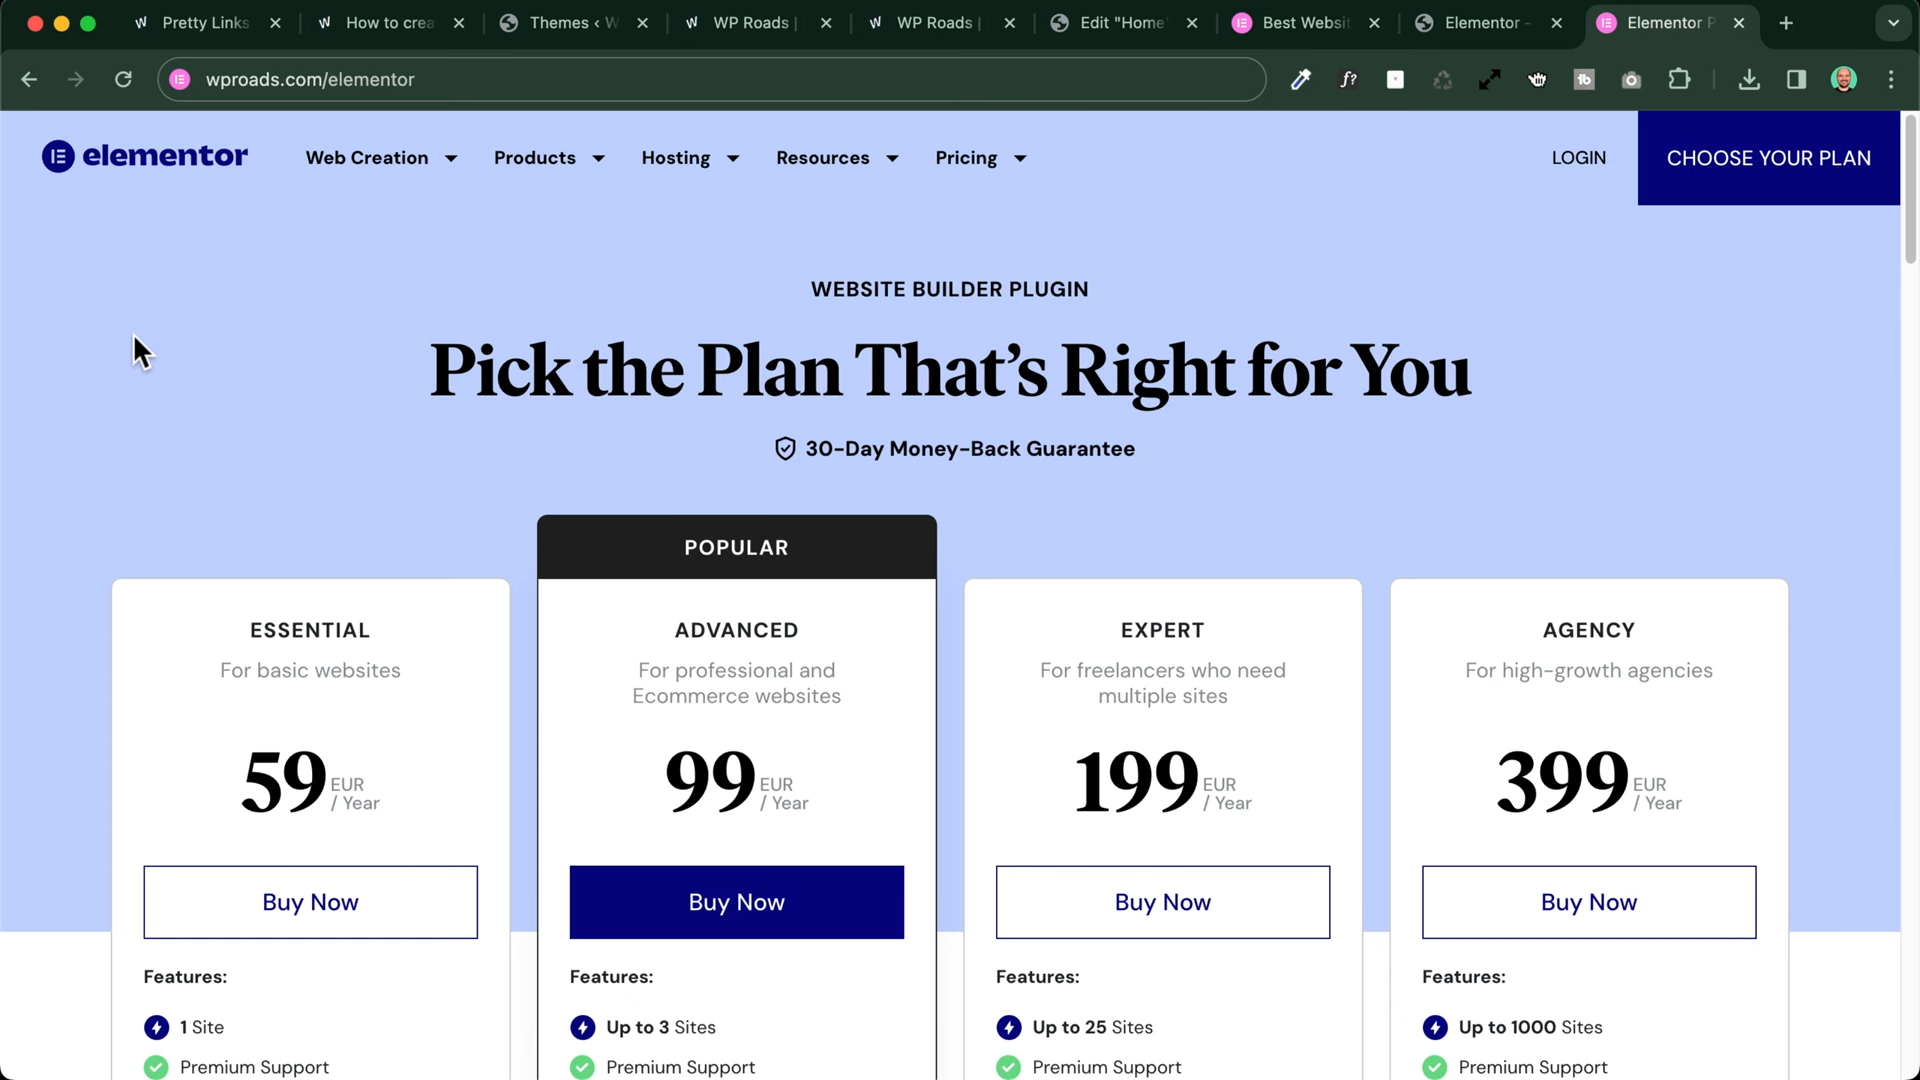 Pretty Links
How to crea
Themes ‹ W
WP Roads |
WP Roads |
Edit "Home"
Best Websit
Elementor -
Elementor P
wproads.com/elementor
elementor
Web Creation
Products
Hosting
Resources
Pricing
LOGIN
CHOOSE YOUR PLAN
WEBSITE BUILDER PLUGIN
Pick the Plan That's Right for You
30-Day Money-Back Guarantee
POPULAR
ESSENTIAL
For basic websites
59 EUR
/ Year
Buy Now
Features:
1 Site
Premium Support
ADVANCED
For professional and
Ecommerce websites
99 EUR
/ Year
Buy Now
Features:
Up to 3 Sites
Premium Support
EXPERT
For freelancers who need
multiple sites
199 EUR
/ Year
Buy Now
Features:
Up to 25 Sites
Premium Support
AGENCY
For high-growth agencies
399 EUR
/ Year
Buy Now
Features:
Up to 1000 Sites
Premium Support